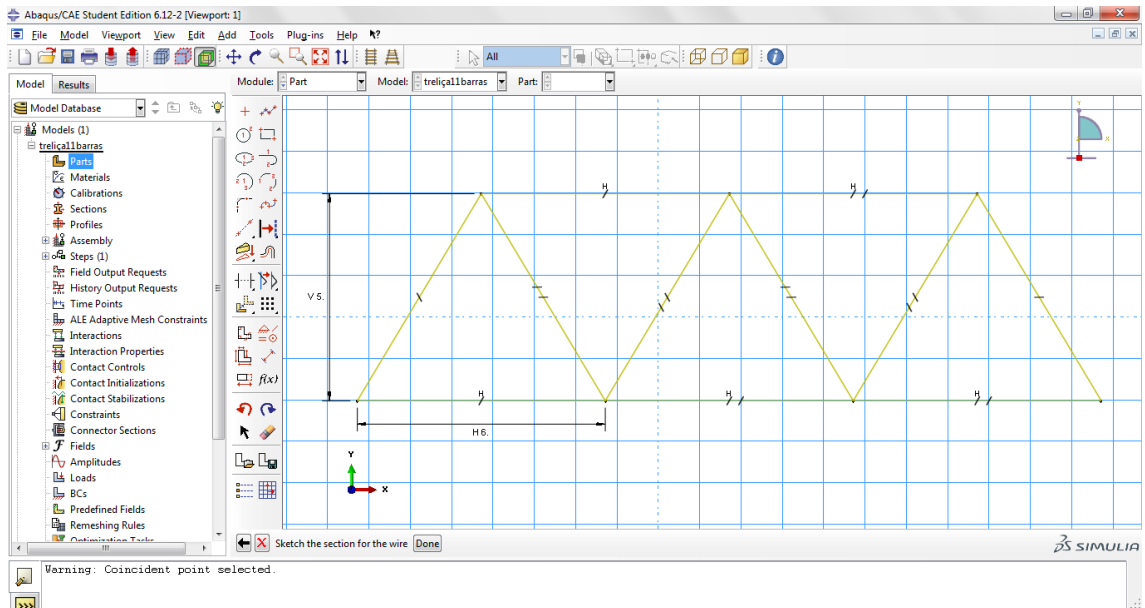 Abaqus/CAE Student Edition 6.12-2 [Viewport: 1]
File Model Viewport View Edit Add Tools Plug-ins Help
All
Model Results
Module: Part Model: treliça11barras Part:
Model Database
Models (1)
treliça11barras
Parts
Materials
Calibrations
Sections
Profiles
Assembly
Steps (1)
Field Output Requests
History Output Requests
Time Points
ALE Adaptive Mesh Constraints
Interactions
Interaction Properties
Contact Controls
Contact Initializations
Contact Stabilizations
Constraints
Connector Sections
Fields
Amplitudes
Loads
BCs
Predefined Fields
Remeshing Rules
Optimization Tasks
f(x)
Y
X
H H
V 5.
H H H
H 6.
Y
X
Sketch the section for the wire Done
SIMULIA
Warning: Coincident point selected.
>>>